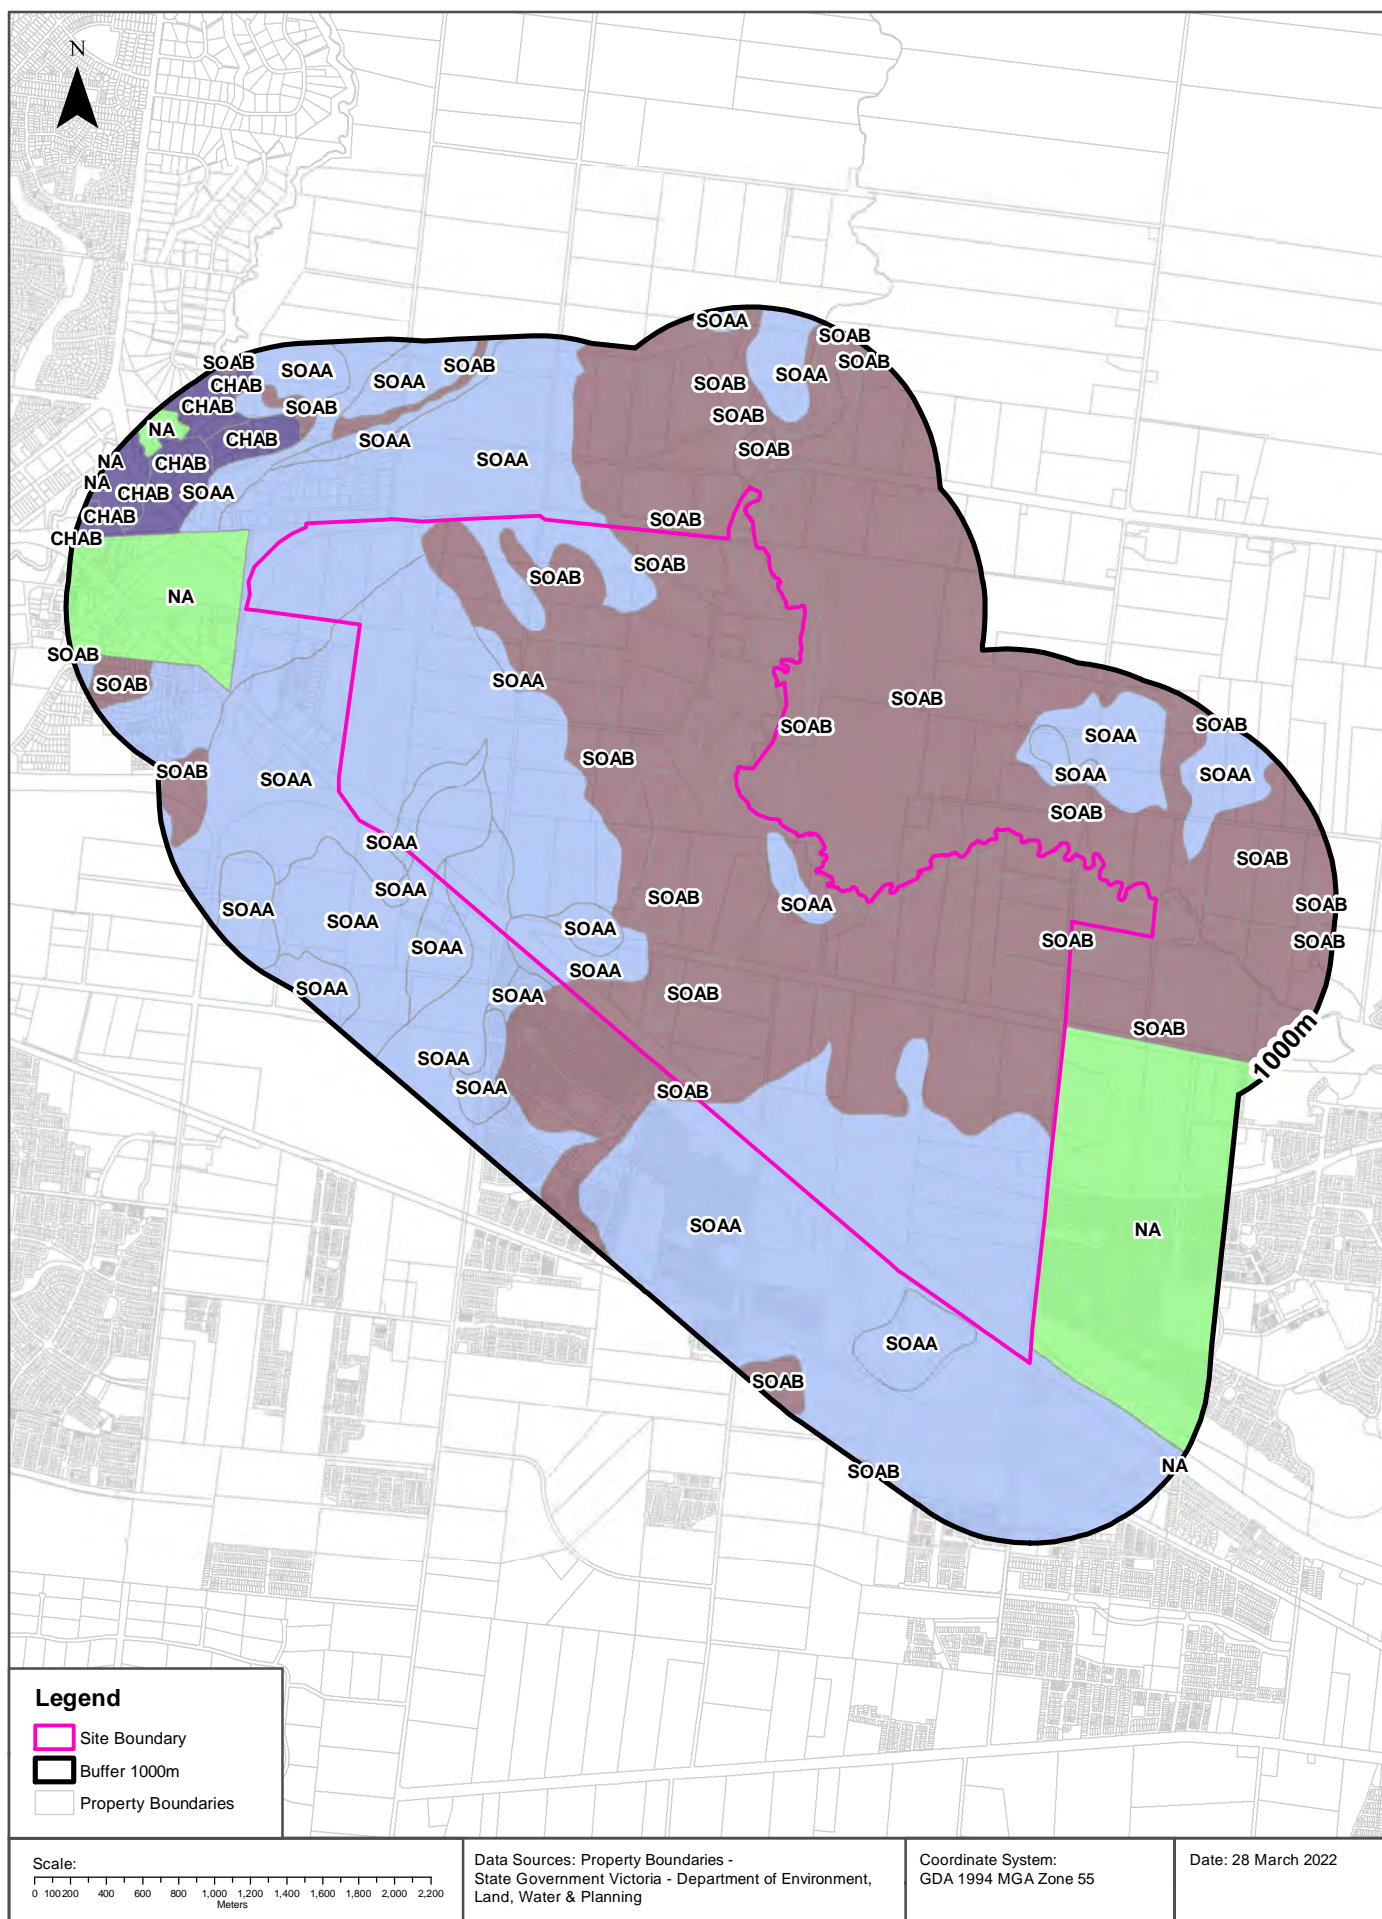 N
SOAA
SOAB
SOAB
SOAB
SOAA
SOAB
SOAA
SOAA
CHAB
SOAB
CHAB
SOAB
SOAB
NA
CHAB
SOAA
SOAB
SOAA
NA
CHAB
NA
CHAB
SOAA
CHAB
SOAB
CHAB
SOAB
SOAB
NA
SOAB
SOAA
SOAB
SOAB
SOAB
SOAB
SOAA
SOAB
SOAB
SOAA
SOAA
SOAA
SOAB
SOAA
SOAB
SOAA
SOAB
SOAA
SOAA
SOAB
SOAA
SOAA
SOAA
SOAB
SOAB
SOAB
SOAA
SOAA
SOAA
SOAA
SOAA
SOAB
SOAB
1000m
SOAA
SOAA
SOAB
SOAA
NA
SOAA
SOAB
SOAB
NA
Legend
Site Boundary
Buffer 1000m
Property Boundaries
Scale:
0 100 200 400 600 800 1,000 1,200 1,400 1,600 1,800 2,000 2,200
Meters
Data Sources: Property Boundaries -
State Government Victoria - Department of Environment,
Land, Water & Planning
Coordinate System:
GDA 1994 MGA Zone 55
Date: 28 March 2022